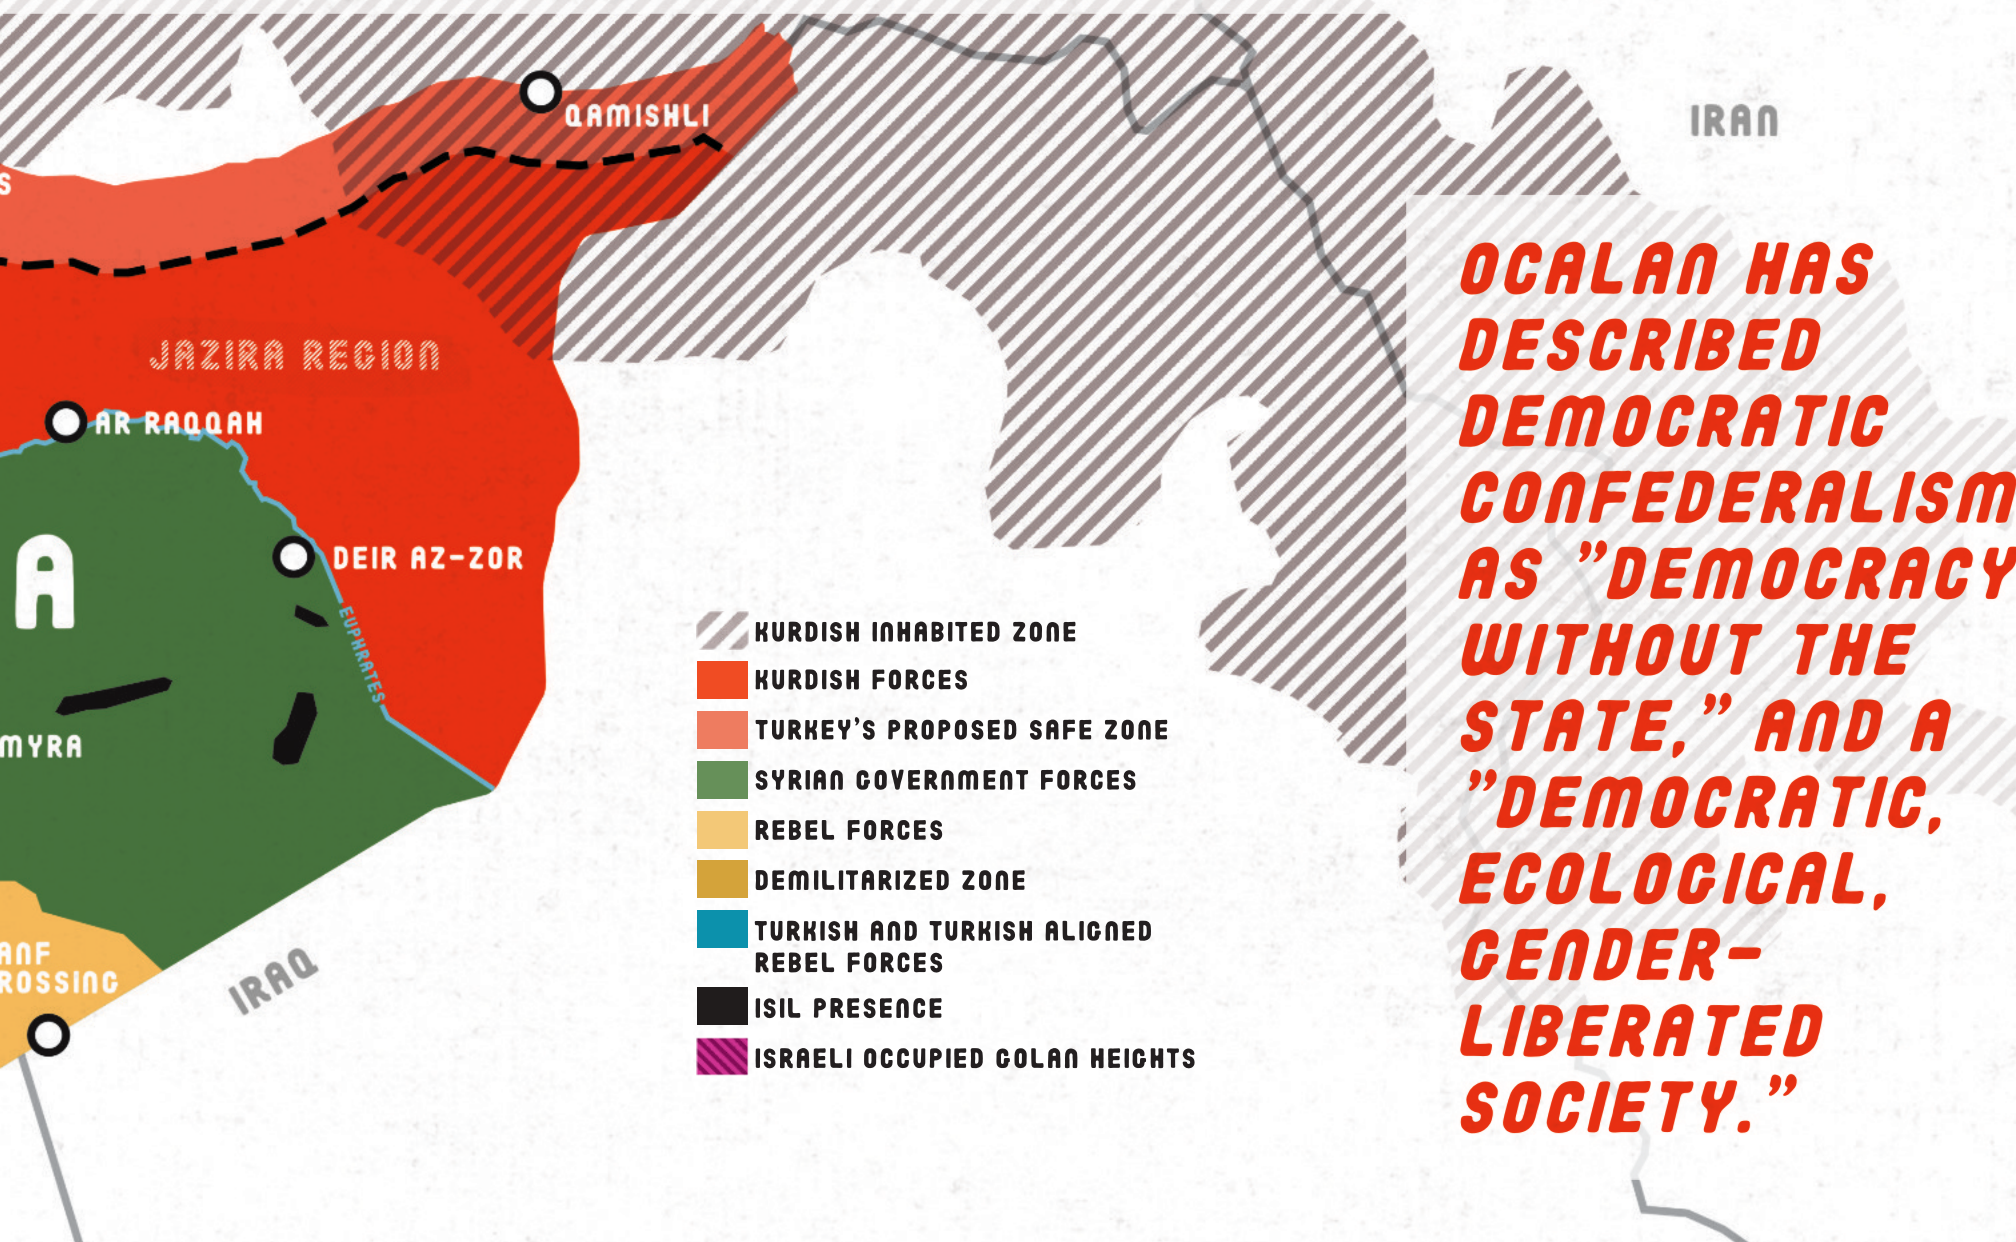 QAMISHLI
IRAN
S
JAZIRA REGION
AR RAQQAH
A
DEIR AZ-ZOR
EUPHRATES
MYRA
ANF
ROSSING
IRAQ
KURDISH INHABITED ZONE
KURDISH FORCES
TURKEY'S PROPOSED SAFE ZONE
SYRIAN GOVERNMENT FORCES
REBEL FORCES
DEMILITARIZED ZONE
TURKISH AND TURKISH ALIGNED
REBEL FORCES
ISIL PRESENCE
ISRAELI OCCUPIED GOLAN HEIGHTS
OCALAN HAS
DESCRIBED
DEMOCRATIC
CONFEDERALISM
AS "DEMOCRACY
WITHOUT THE
STATE," AND A
"DEMOCRATIC,
ECOLOGICAL,
GENDER-
LIBERATED
SOCIETY."